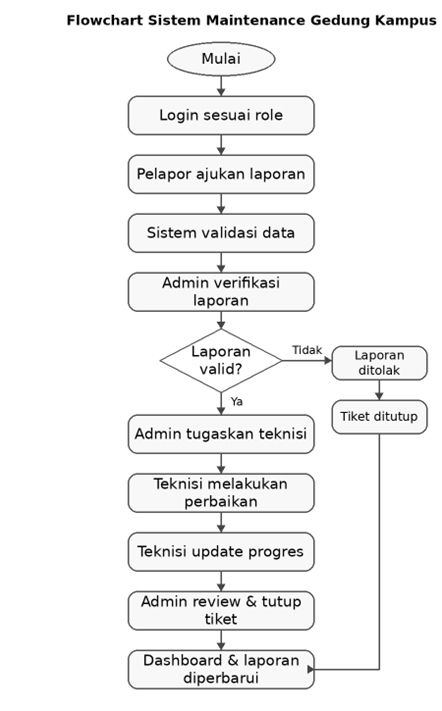 Flowchart Sistem Maintenance Gedung Kampus
Mulai
Login sesuai role
Pelapor ajukan laporan
Sistem validasi data
Admin verifikasi
laporan
Laporan
valid?
Tidak
Laporan
ditolak
Tiket ditutup
Ya
Admin tugaskan teknisi
Teknisi melakukan
perbaikan
Teknisi update progres
Admin review & tutup
tiket
Dashboard & laporan
diperbarui